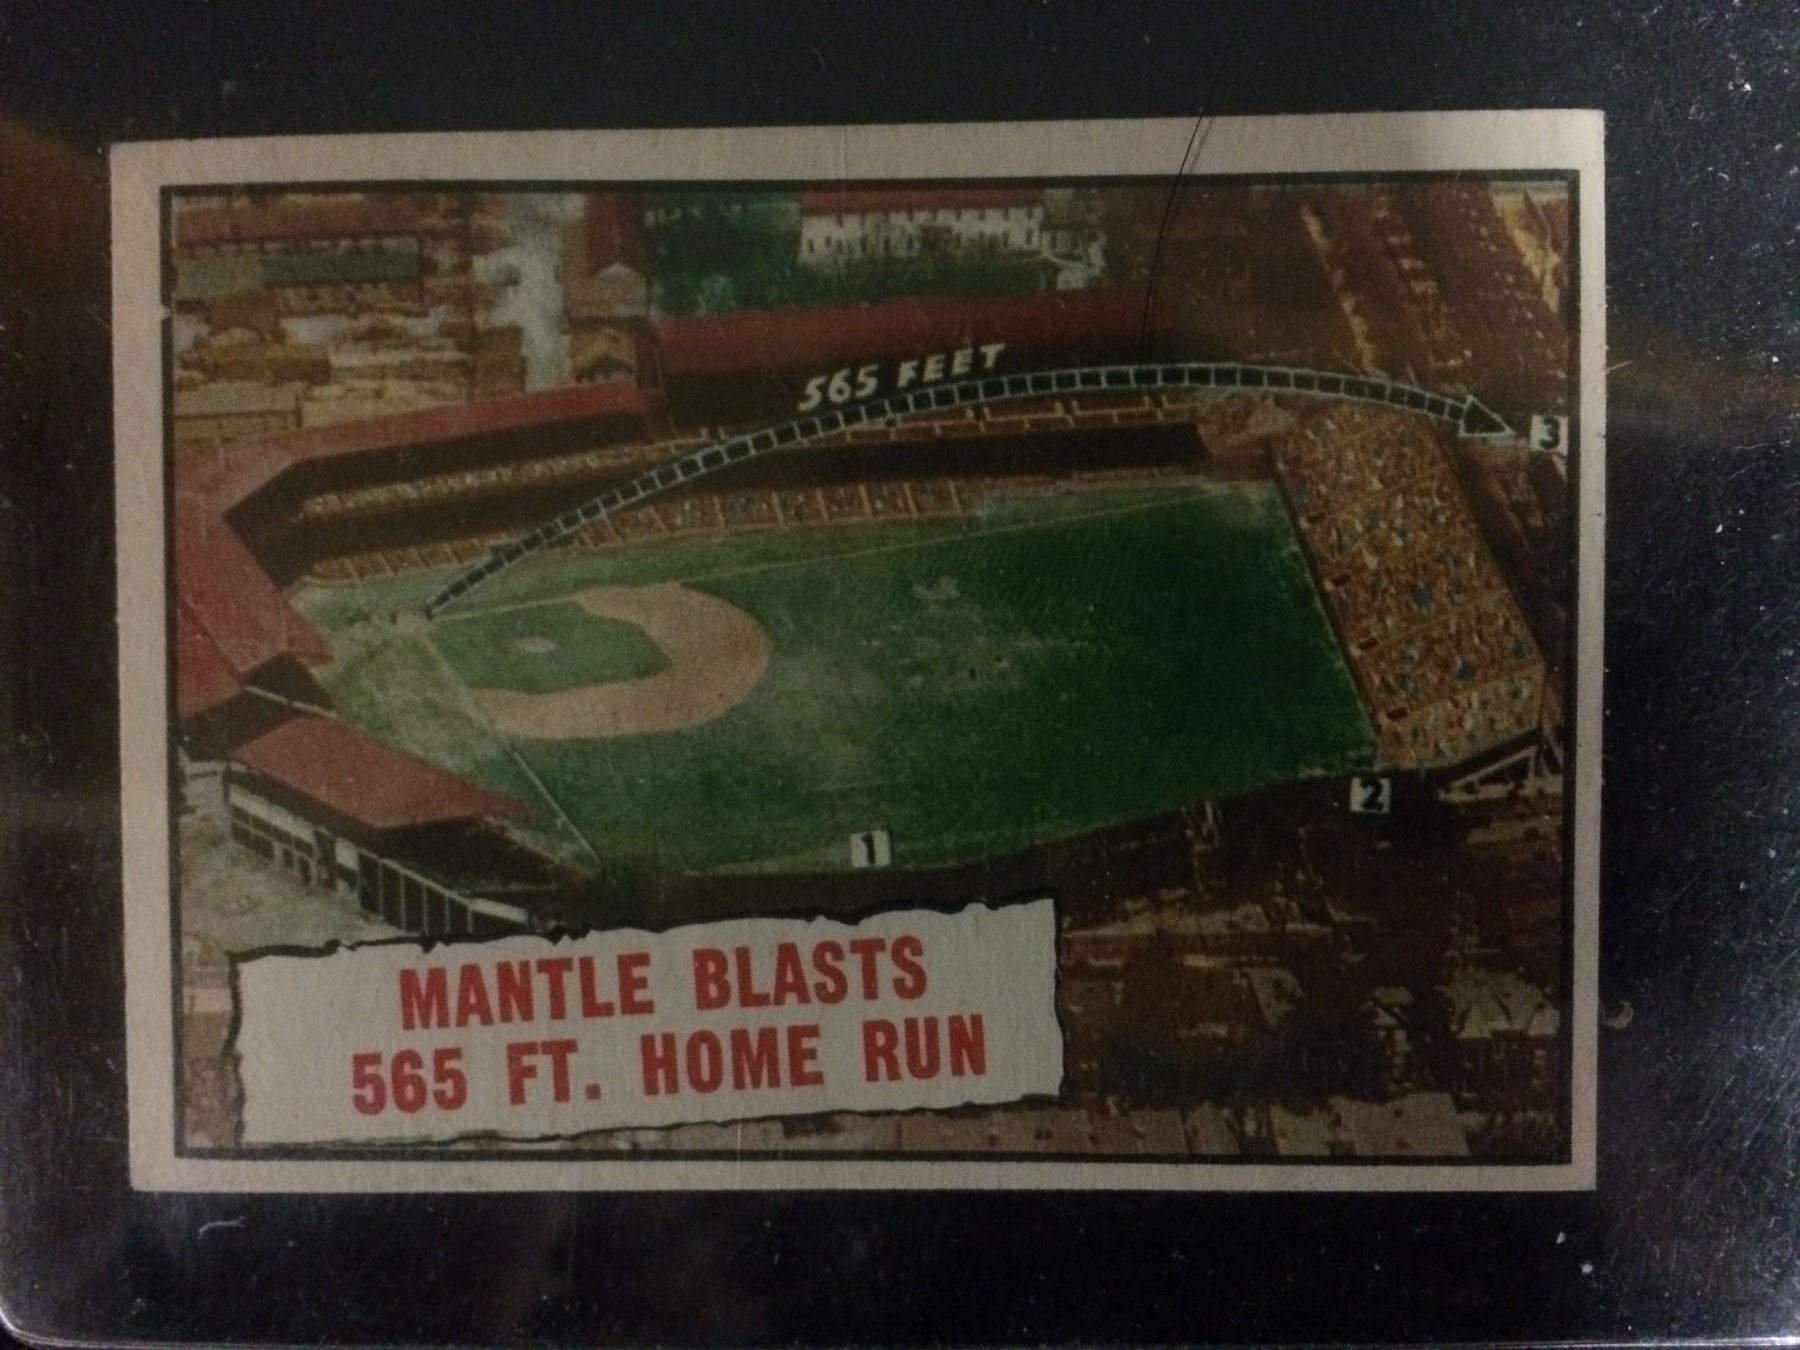 565 FEET
3
2
1
MANTLE BLASTS
565 FT. HOME RUN